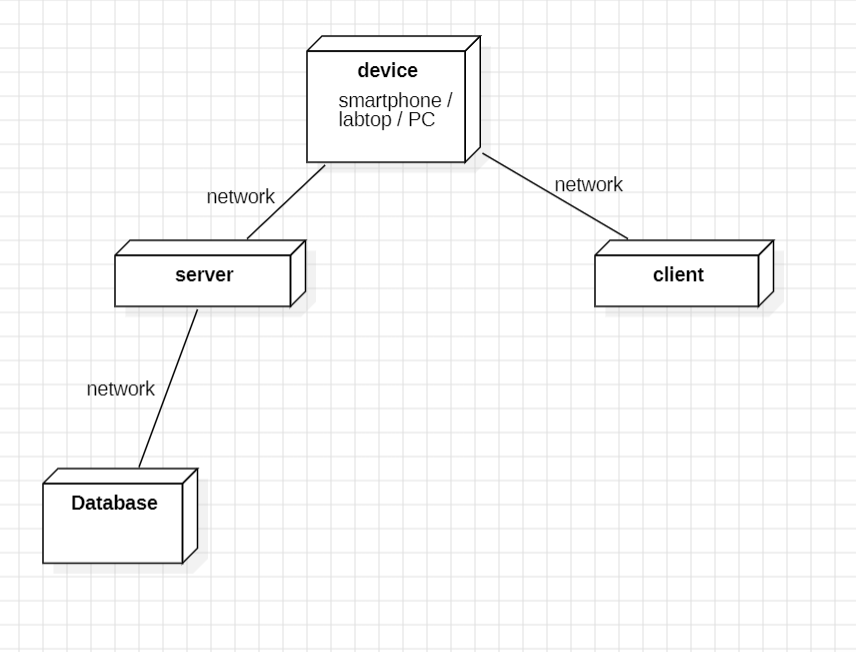 device
smartphone /
labtop / PC
network
network
server
client
network
Database